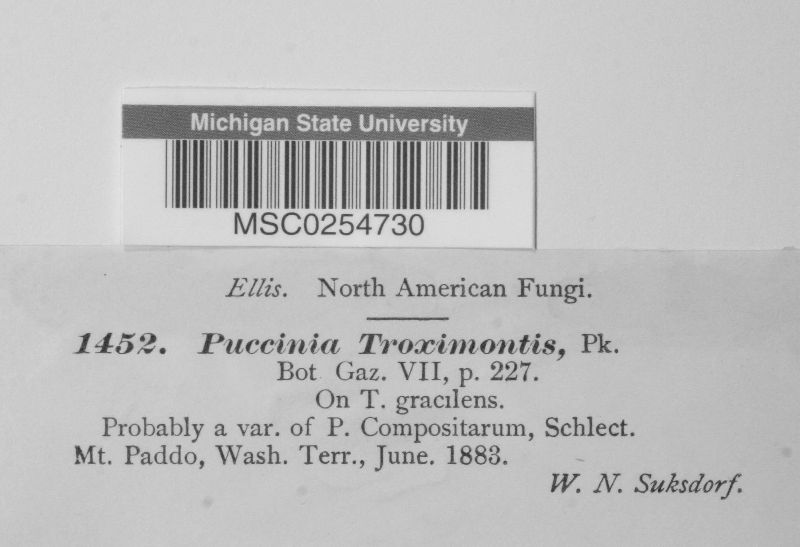 Michigan State University
MSC0254730
Ellis. North American Fungi.
1452. Puccinia Troximontis, Pk.
Bot Gaz. VII, p. 227.
On T. gracılens.
Probably a var. of P. Compositarum, Schlect.
Mt. Paddo, Wash. Terr., June. 1883.
W. N. Suksdorf.